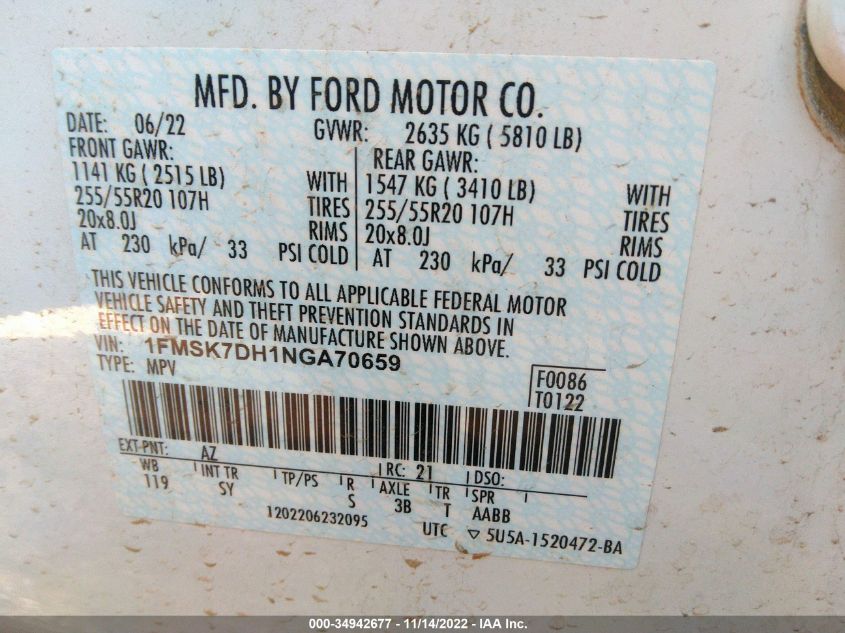 MFD. BY FORD MOTOR CO.
DATE: 06/22 GVWR: 2635 KG ( 5810 LB)
FRONT GAWR: REAR GAWR:
1141 KG ( 2515 LB) WITH 1547 KG ( 3410 LB) WITH
255/55R20 107H TIRES 255/55R20 107H TIRES
20x8.0J RIMS 20x8.0J RIMS
AT 230 kPa/ 33 PSI COLD AT 230 kPa/ 33 PSI COLD
THIS VEHICLE CONFORMS TO ALL APPLICABLE FEDERAL MOTOR
VEHICLE SAFETY AND THEFT PREVENTION STANDARDS IN
EFFECT ON THE DATE OF MANUFACTURE SHOWN ABOVE.
VIN: 1FMSK7DH1NGA70659
TYPE: MPV
F0086
T0122
EXT PNT: AZ RC: 21 DSO:
WB INT TR TP/PS R AXLE TR SPR
119 SY S 3B T AABB
1202206232095
UTC ▽ 5U5A-1520472-BA
000-34942677 - 11/14/2022 - IAA Inc.